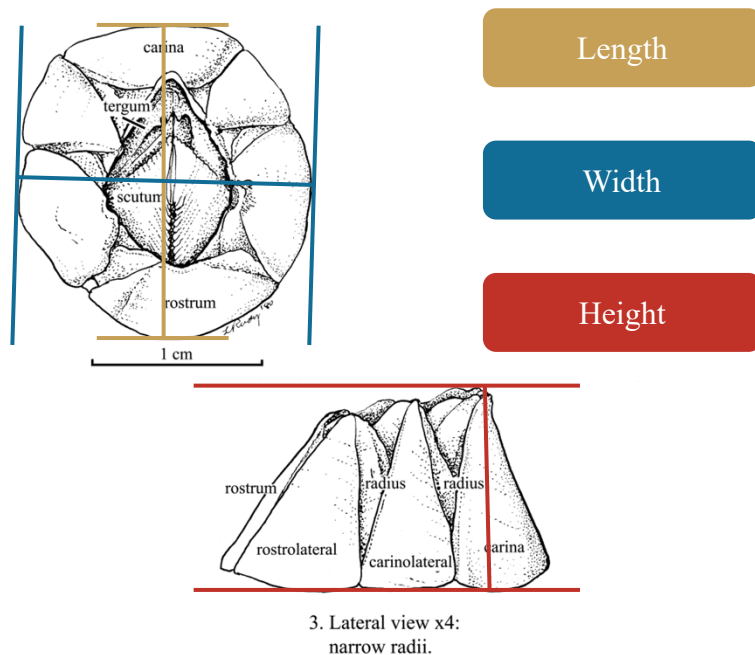 carina
tergum
scutum
rostrum
1 cm
Length
Width
Height
rostrum
radius
radius
rostrolateral
carinolateral
carina
3. Lateral view x4:
narrow radii.